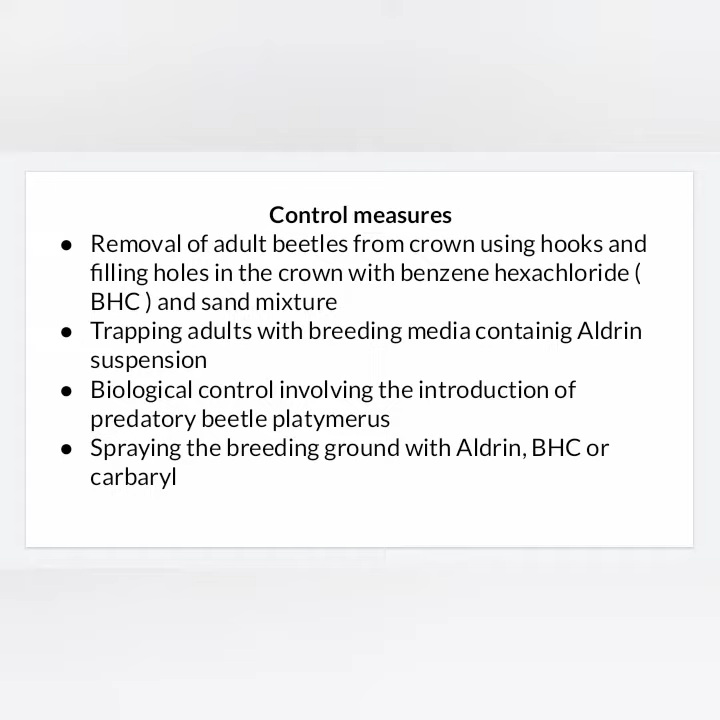 Control measures
● Removal of adult beetles from crown using hooks and
filling holes in the crown with benzene hexachloride (
BHC ) and sand mixture
● Trapping adults with breeding media containig Aldrin
suspension
● Biological control involving the introduction of
predatory beetle platymerus
● Spraying the breeding ground with Aldrin, BHC or
carbaryl